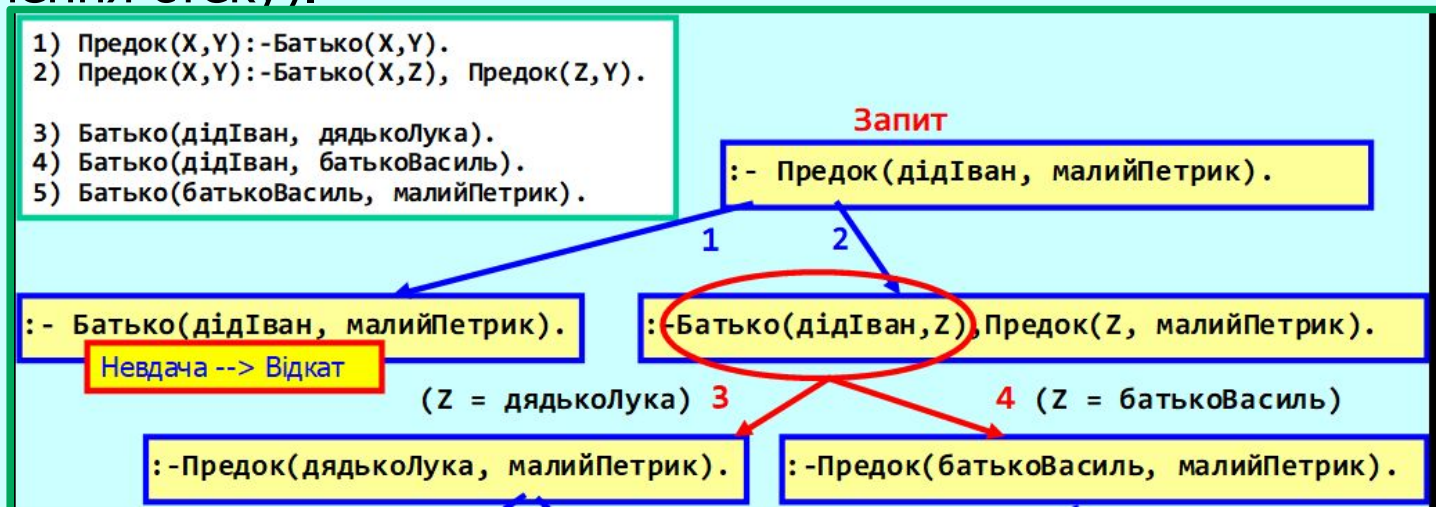 1) Предок(X,Y):-Батько(X,Y).
2) Предок(X,Y):-Батько(X,Z), Предок(Z,Y).
3) Батько(дідІван, дядькоЛука).
4) Батько(дідІван, батькоВасиль).
5) Батько(батькоВасиль, малийПетрик).
Запит
:- Предок(дідІван, малийПетрик).
1 2
:- Батько(дідІван, малийПетрик).
:-Батько(дідІван,Z),Предок(Z, малийПетрик).
Невдача --> Відкат
(Z = дядькоЛука) 3
4 (Z = батькоВасиль)
:-Предок(дядькоЛука, малийПетрик).
:-Предок(батькоВасиль, малийПетрик).